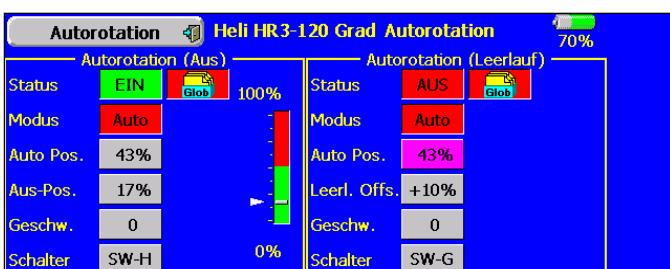 Autorotation Heli HR3-120 Grad Autorotation 70%
Autorotation (Aus)
Status EIN Glob 100%
Modus Auto
Auto Pos. 43%
Aus-Pos. 17%
Geschw. 0
Schalter SW-H 0%
Autorotation (Leerlauf)
Status AUS Glob
Modus Auto
Auto Pos. 43%
Leerl. Offs. +10%
Geschw. 0
Schalter SW-G